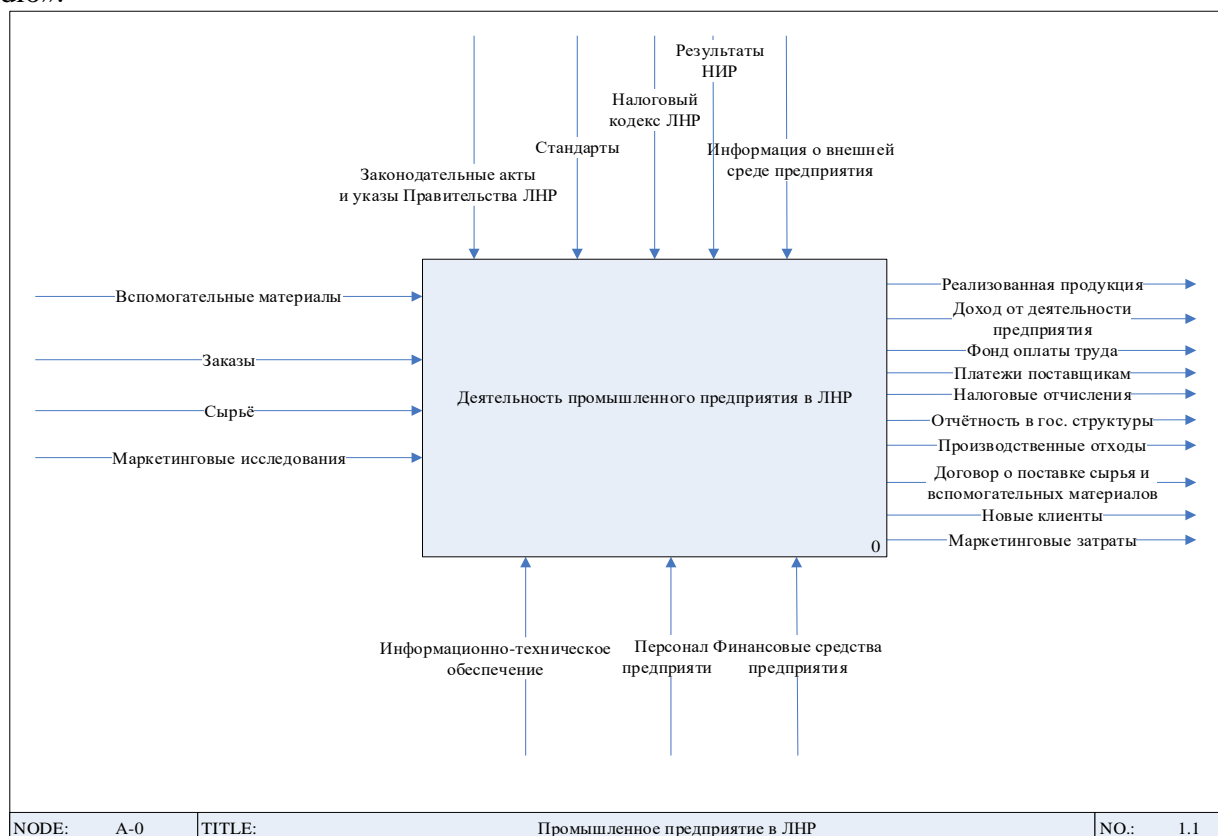 Результаты
НИР
Налоговый
кодекс ЛНР
Стандарты
Информация о внешней
среде предприятия
Законодательные акты
и указы Правительства ЛНР
Вспомогательные материалы
Заказы
Сырьё
Маркетинговые исследования
Деятельность промышленного предприятия в ЛНР
0
Реализованная продукция
Доход от деятельности
предприятия
Фонд оплаты труда
Платежи поставщикам
Налоговые отчисления
Отчётность в гос. структуры
Производственные отходы
Договор о поставке сырья и
вспомогательных материалов
Новые клиенты
Маркетинговые затраты
Информационно-техническое
обеспечение
Персонал
предприяти
Финансовые средства
предприятия
NODE: A-0 TITLE: Промышленное предприятие в ЛНР NO.: 1.1